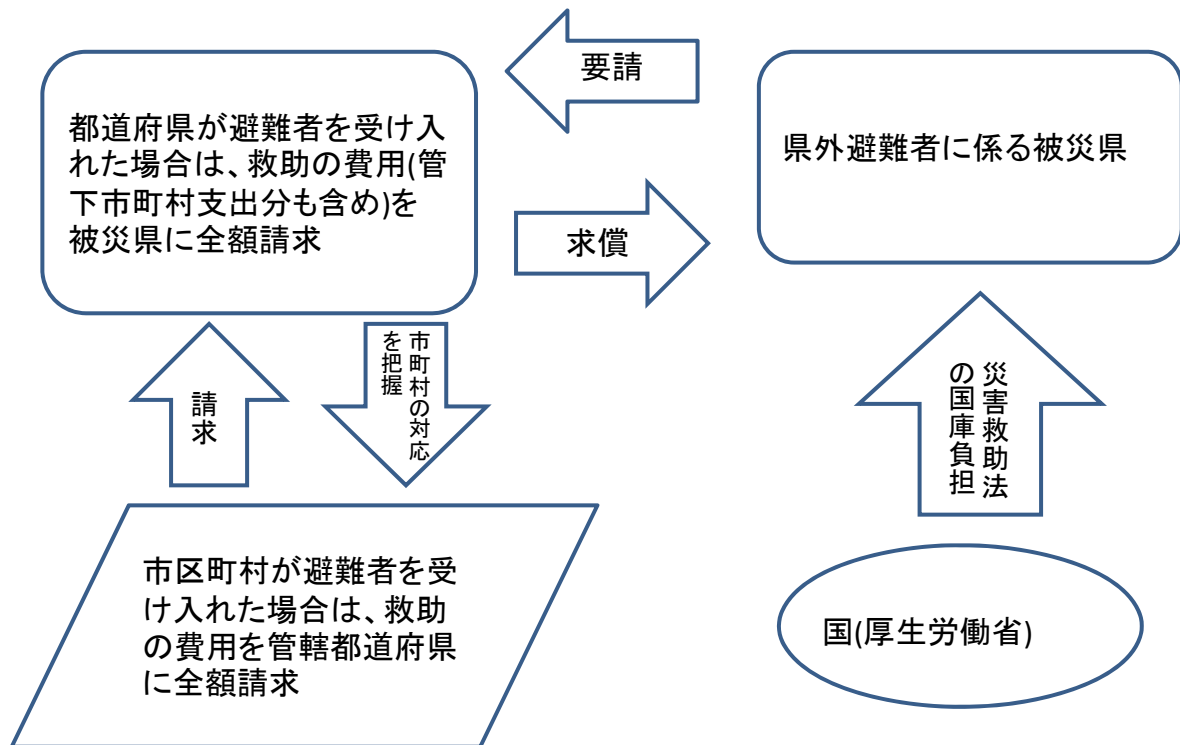 要請
都道府県が避難者を受け入
れた場合は、救助の費用(管
下市町村支出分も含め)を
被災県に全額請求
県外避難者に係る被災県
求償
請求
市町村の対応
を把握
災害救助法
の国庫負担
市区町村が避難者を受
け入れた場合は、救助
の費用を管轄都道府県
に全額請求
国(厚生労働省)